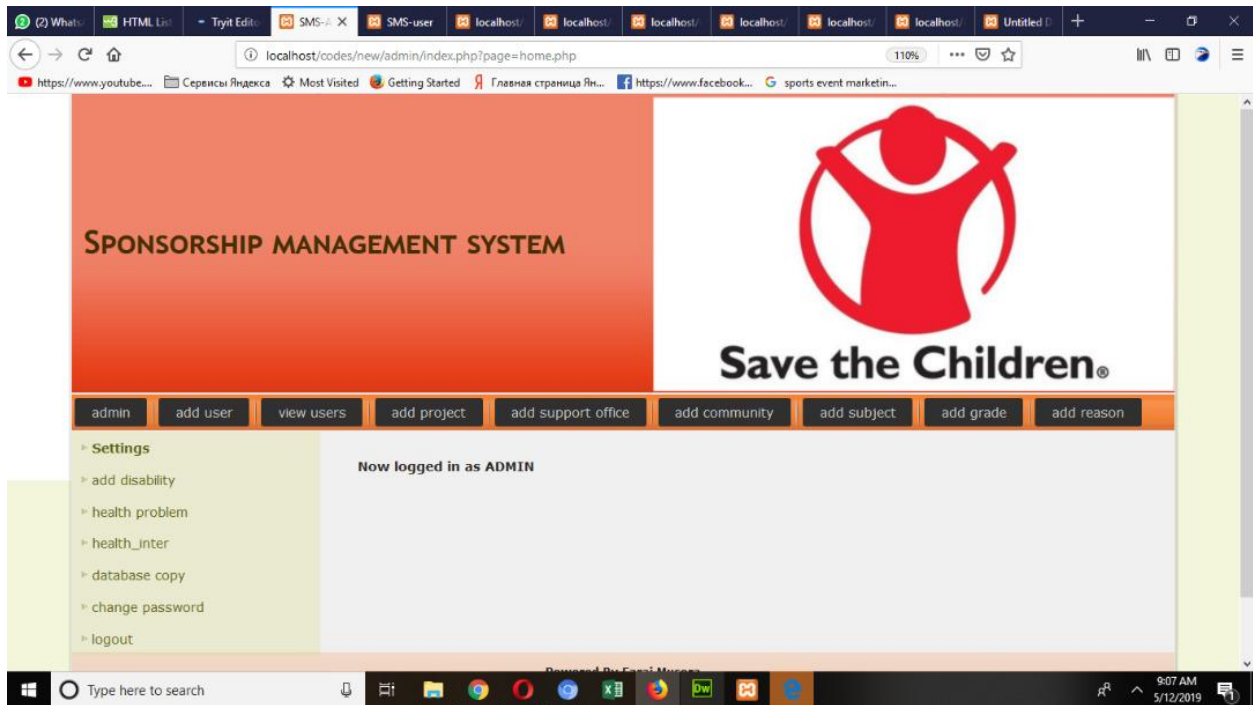 (2) Whats
HTML Lis
Tryit Edito
SMS-A
SMS-user
localhost/
localhost/
localhost/
localhost/
localhost/
localhost/
Untitled D
localhost/codes/new/admin/index.php?page=home.php
110%
https://www.youtube.... Сервисы Яндекса Most Visited Getting Started Главная страница Ян... https://www.facebook... sports event marketin...
SPONSORSHIP MANAGEMENT SYSTEM
Save the Children®
admin add user view users add project add support office add community add subject add grade add reason
Settings
add disability
health problem
health_inter
database copy
change password
logout
Now logged in as ADMIN
Powered By
Type here to search
9:07 AM
5/12/2019